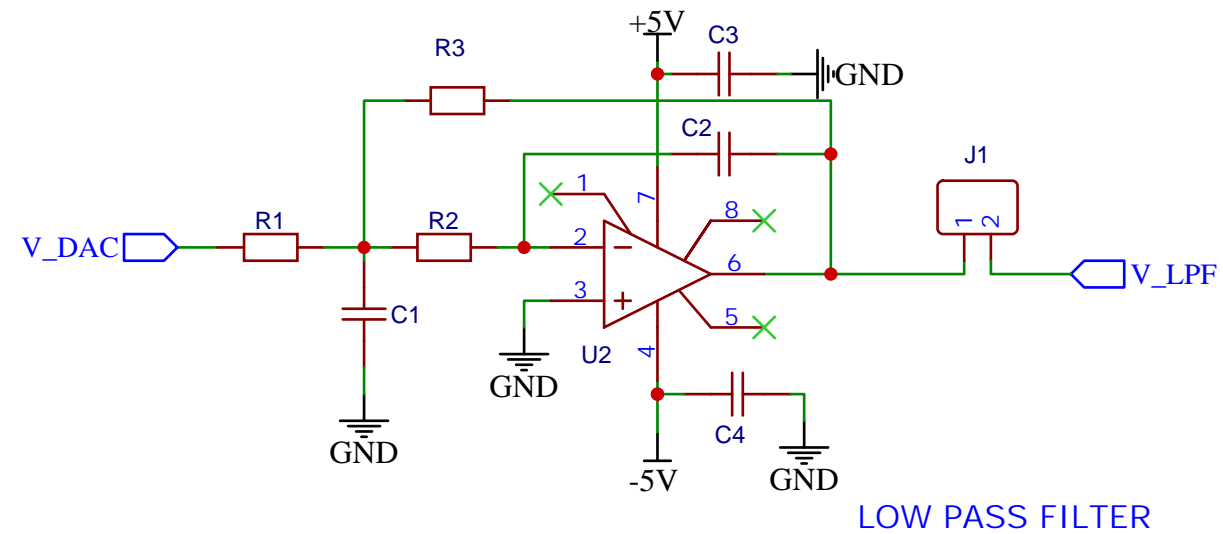 +5V
C3
R3
GND
C2
J1
1
7
8
1 2
R1
R2
2
V_DAC
6
V_LPF
3
C1
5
U2
4
GND
C4
GND
-5V
GND
LOW PASS FILTER